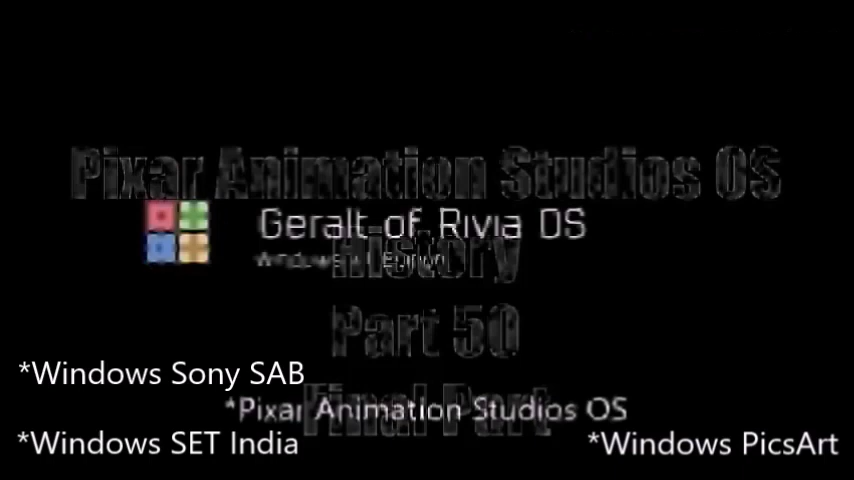 Pixar Animation Studios OS
Geralt of Rivia OS
History
Part 50
*Windows Sony SAB
*Pixar Animation Studios OS
Final Part
*Windows SET India
*Windows PicsArt